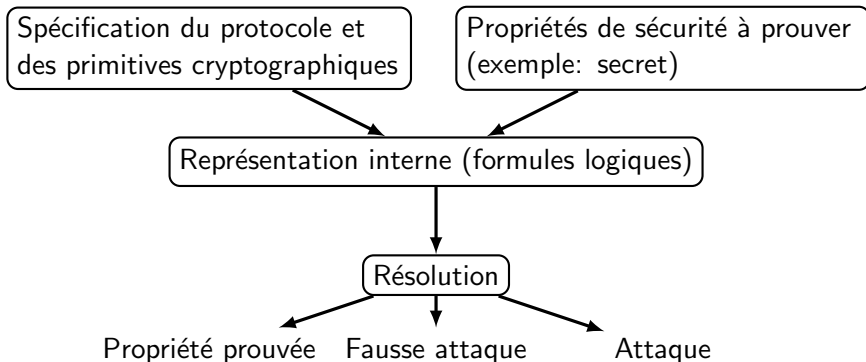 Spécification du protocole et
des primitives cryptographiques
Propriétés de sécurité à prouver
(exemple: secret)
Représentation interne (formules logiques)
Résolution
Propriété prouvée
Fausse attaque
Attaque